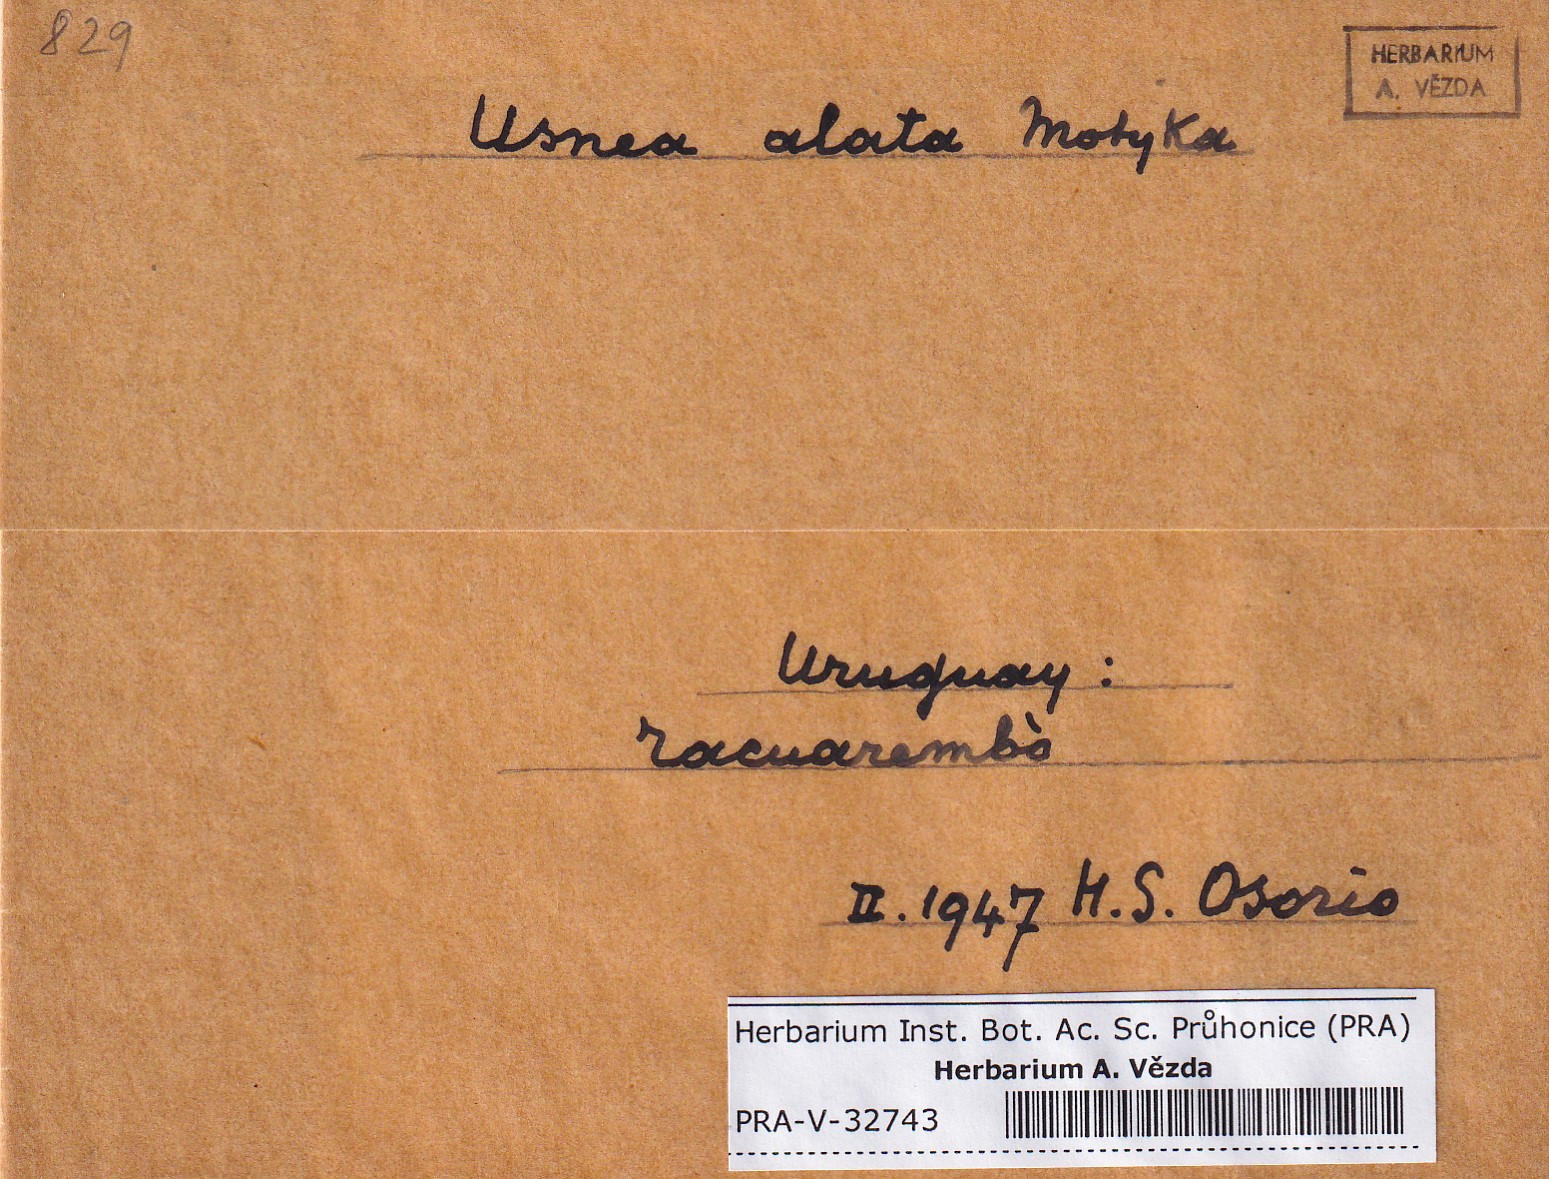 829
HERBARIUM
A. VĚZDA
Usnea alata Motyka
Uruguay :
Tacuarembò
II. 1947 H. S. Osorio
Herbarium Inst. Bot. Ac. Sc. Průhonice (PRA)
Herbarium A. Vězda
PRA-V-32743